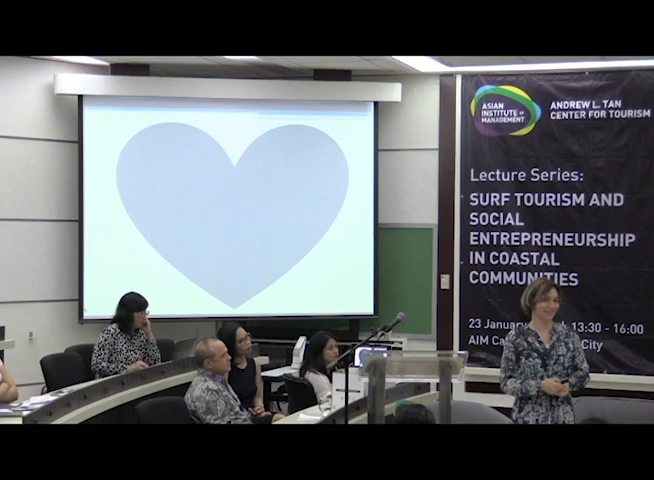 ASIAN
INSTITUTE OF
MANAGEMENT
ANDREW L. TAN
CENTER FOR TOURISM
Lecture Series:
SURF TOURISM AND
SOCIAL
ENTREPRENEURSHIP
IN COASTAL
COMMUNITIES
23 January 13:30 - 16:00
AIM City